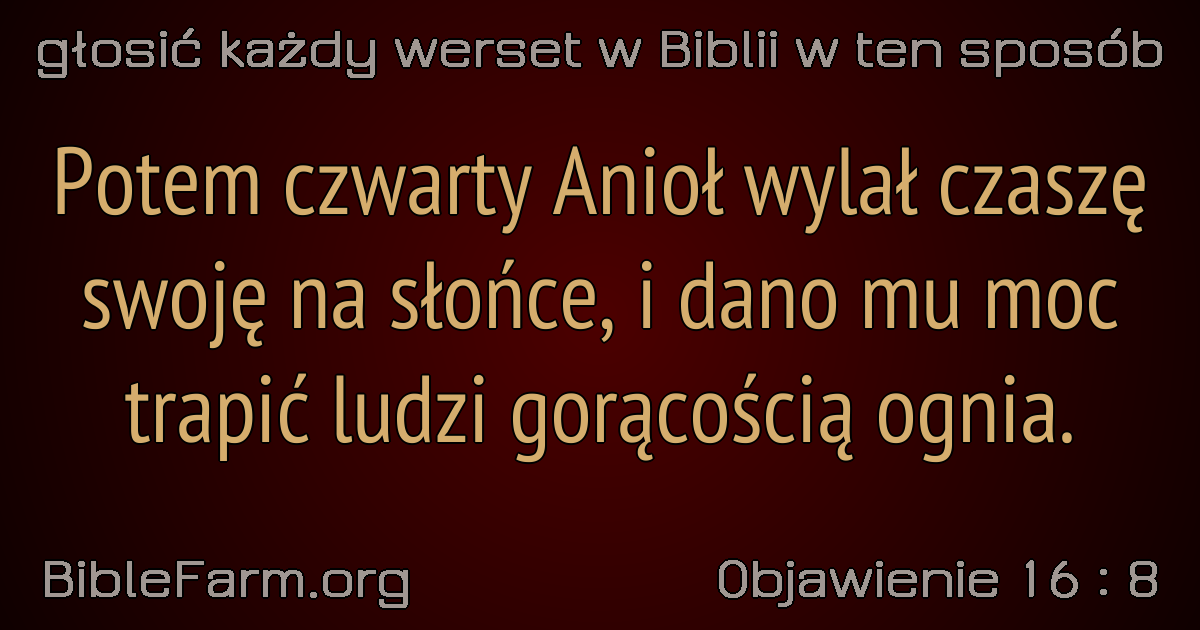 głosić każdy werset w Biblii w ten sposób
Potem czwarty Anioł wylał czaszę
swoję na słońce, i dano mu moc
trapić ludzi gorącością ognia.
BibleFarm.org
Objawienie 16 : 8